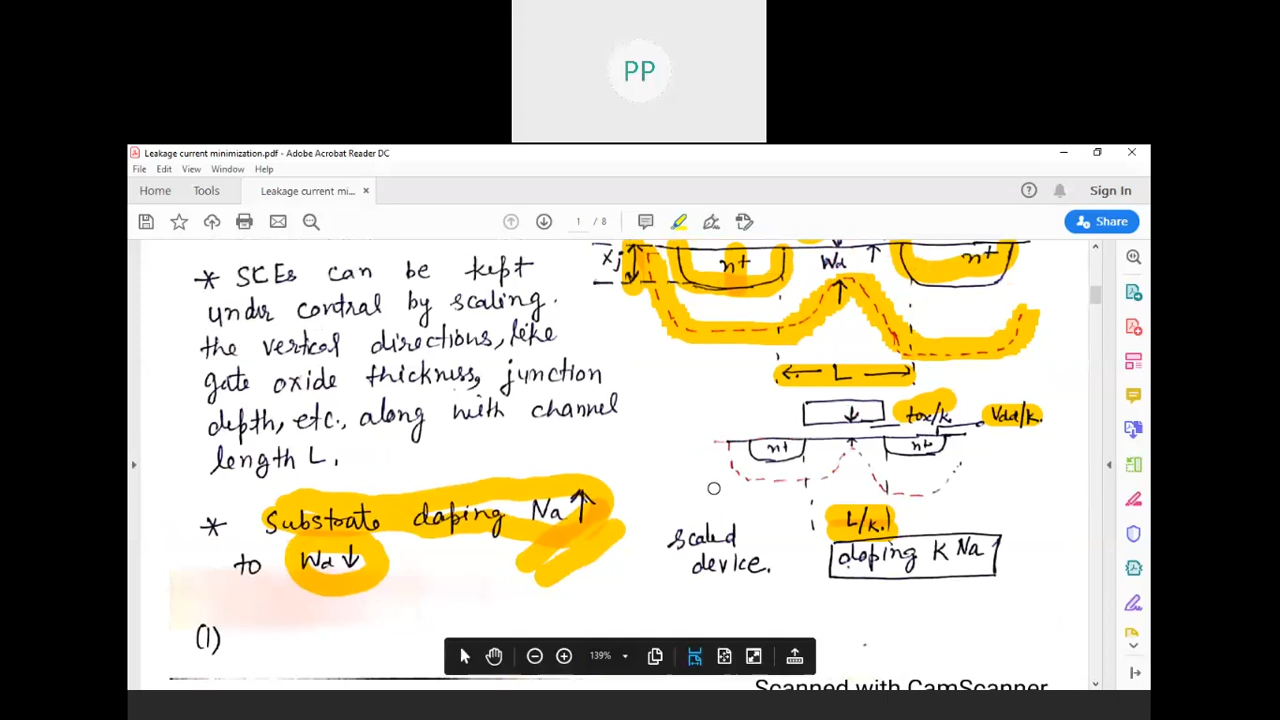 PP
Leakage current minimization.pdf - Adobe Acrobat Reader DC
File Edit View Window Help
Home Tools Leakage current mi... × Sign In
1 / 8 Share
* SCEs can be kept
under control by scaling
the vertical directions, like
gate oxide thickness, junction
depth, etc., along with channel
length L.
* Substrate doping Na ↑
to Wd ↓
(1)
Xj n+ Wd n+
L
tox/k. Vdd/k.
n+ n+
L/k.
scaled
device.
doping K Na
139%
Scanned with CamScanner